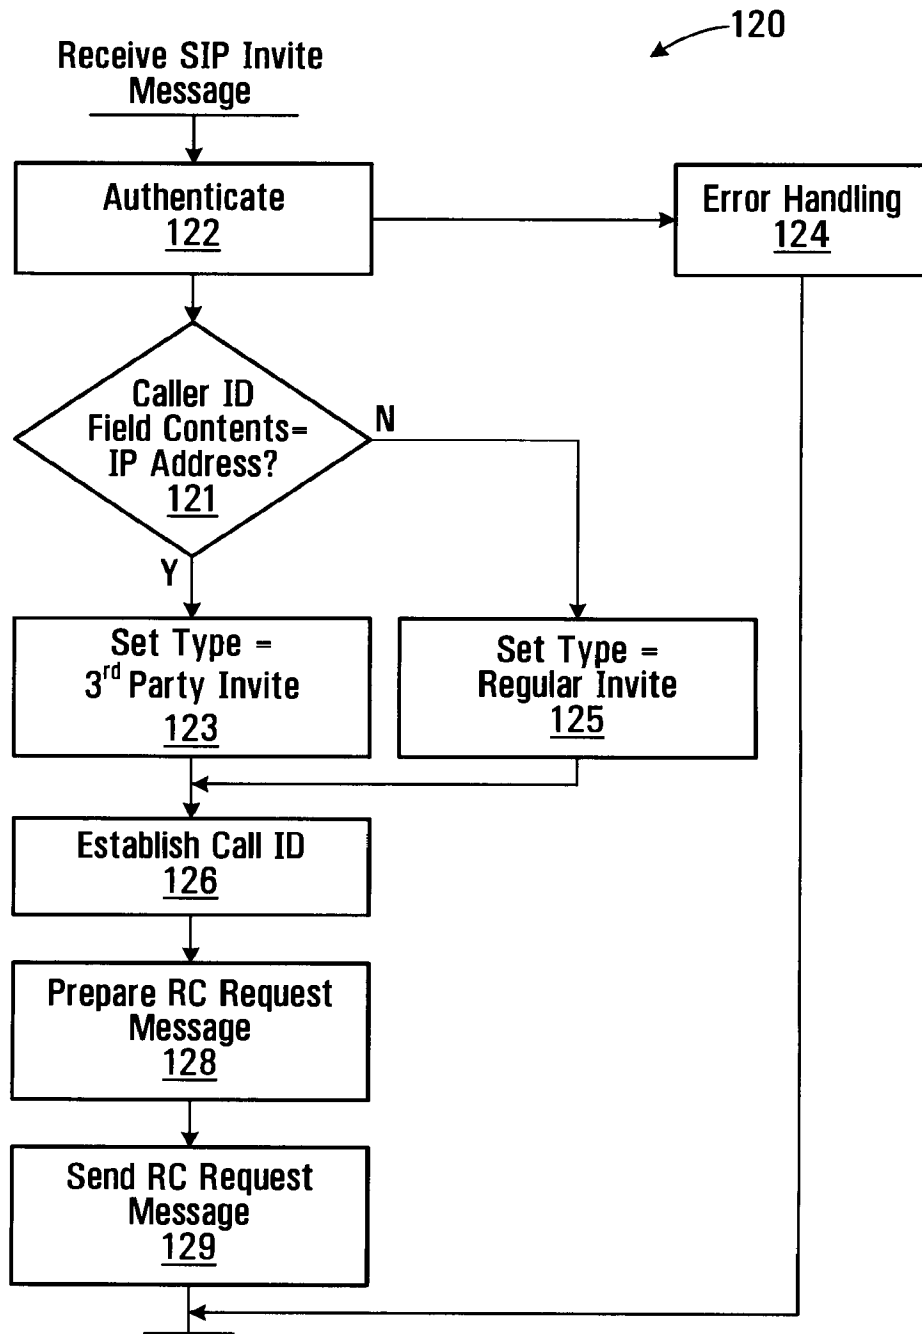 120
Receive SIP Invite
Message
Authenticate
122
Error Handling
124
Caller ID
Field Contents=
IP Address?
121
N
Y
Set Type =
3rd Party Invite
123
Set Type =
Regular Invite
125
Establish Call ID
126
Prepare RC Request
Message
128
Send RC Request
Message
129